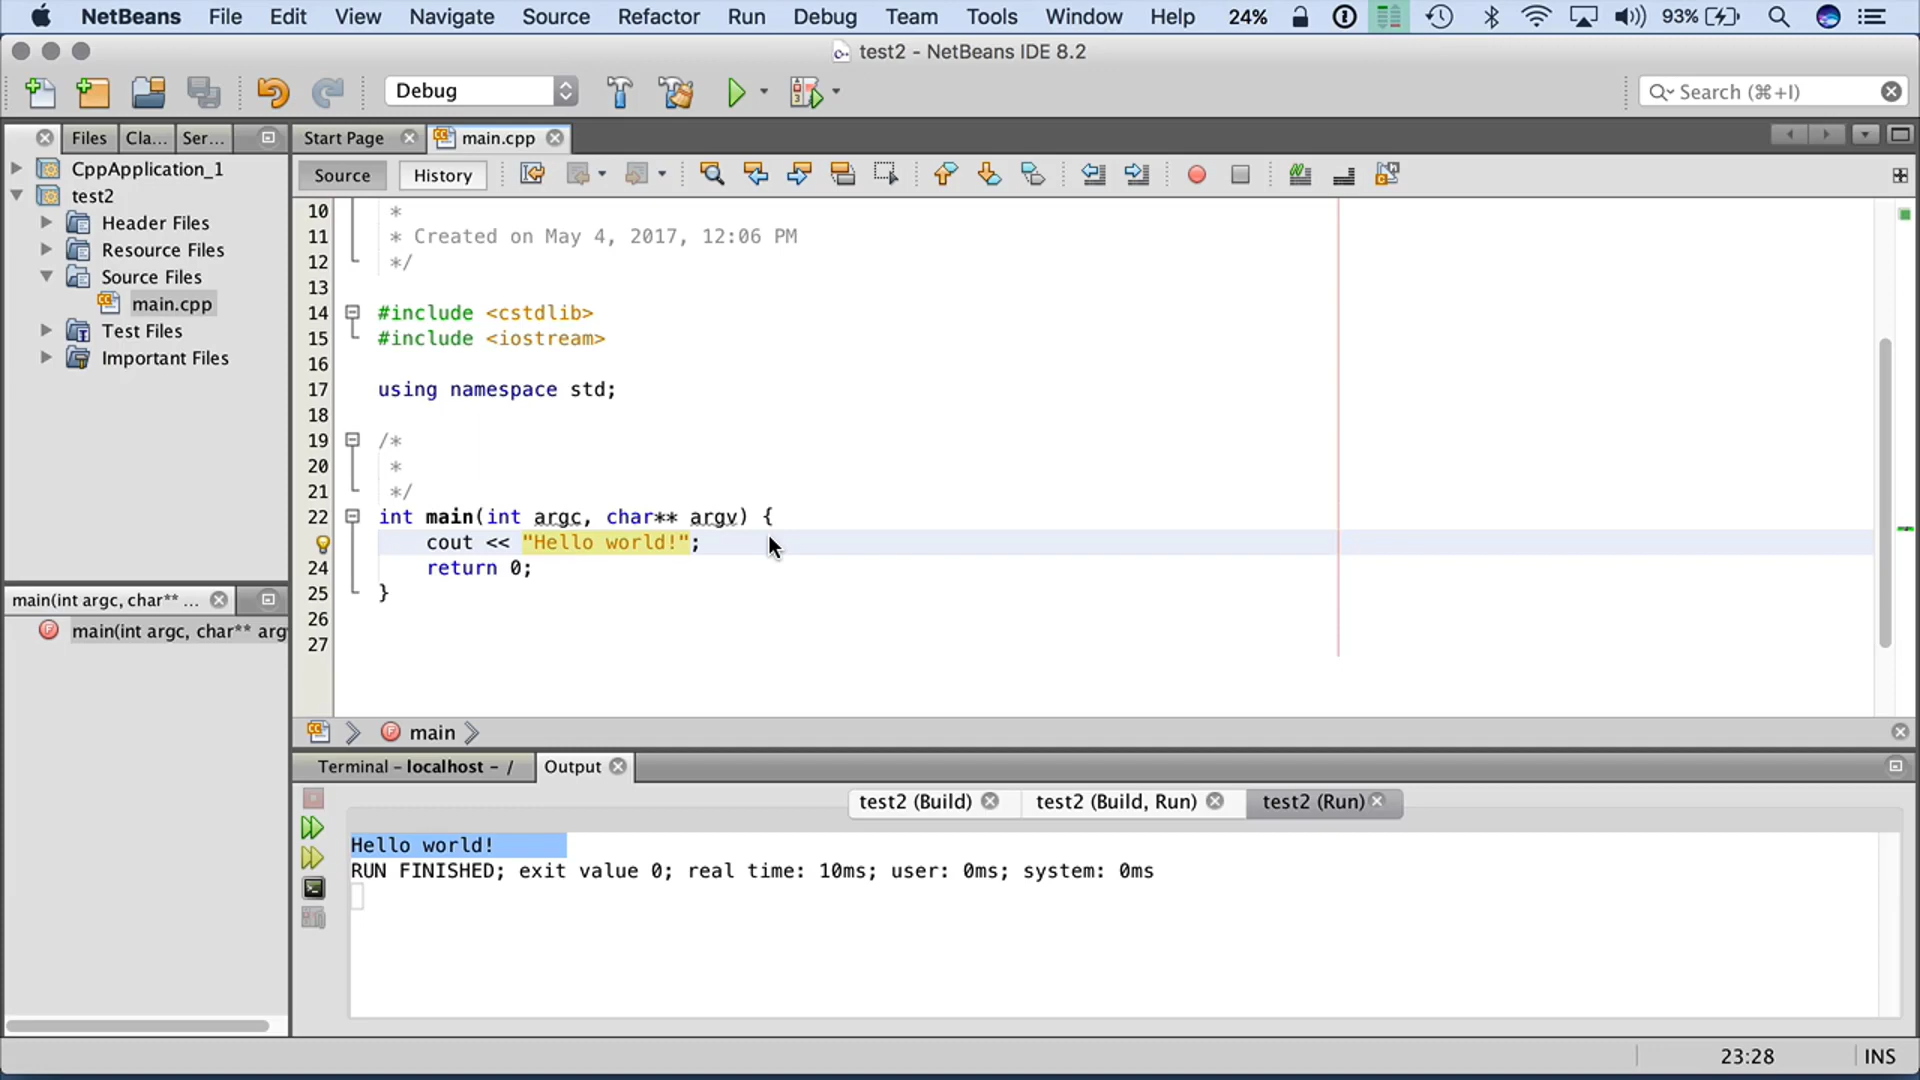 NetBeans File Edit View Navigate Source Refactor Run Debug Team Tools Window Help 24% 93%
test2 - NetBeans IDE 8.2
Debug
Search (⌘+I)
Files Cla... Ser...
Start Page main.cpp
Source History
CppApplication_1
test2
Header Files
Resource Files
Source Files
main.cpp
Test Files
Important Files
10 *
11 * Created on May 4, 2017, 12:06 PM
12 */
13
14 #include <cstdlib>
15 #include <iostream>
16
17 using namespace std;
18
19 /*
20 *
21 */
22 int main(int argc, char** argv) {
cout << "Hello world!";
24 return 0;
25 }
26
27
main(int argc, char** ...
main(int argc, char** arg
main
Terminal - localhost - /
Output
test2 (Build) test2 (Build, Run) test2 (Run)
Hello world!
RUN FINISHED; exit value 0; real time: 10ms; user: 0ms; system: 0ms
23:28 INS